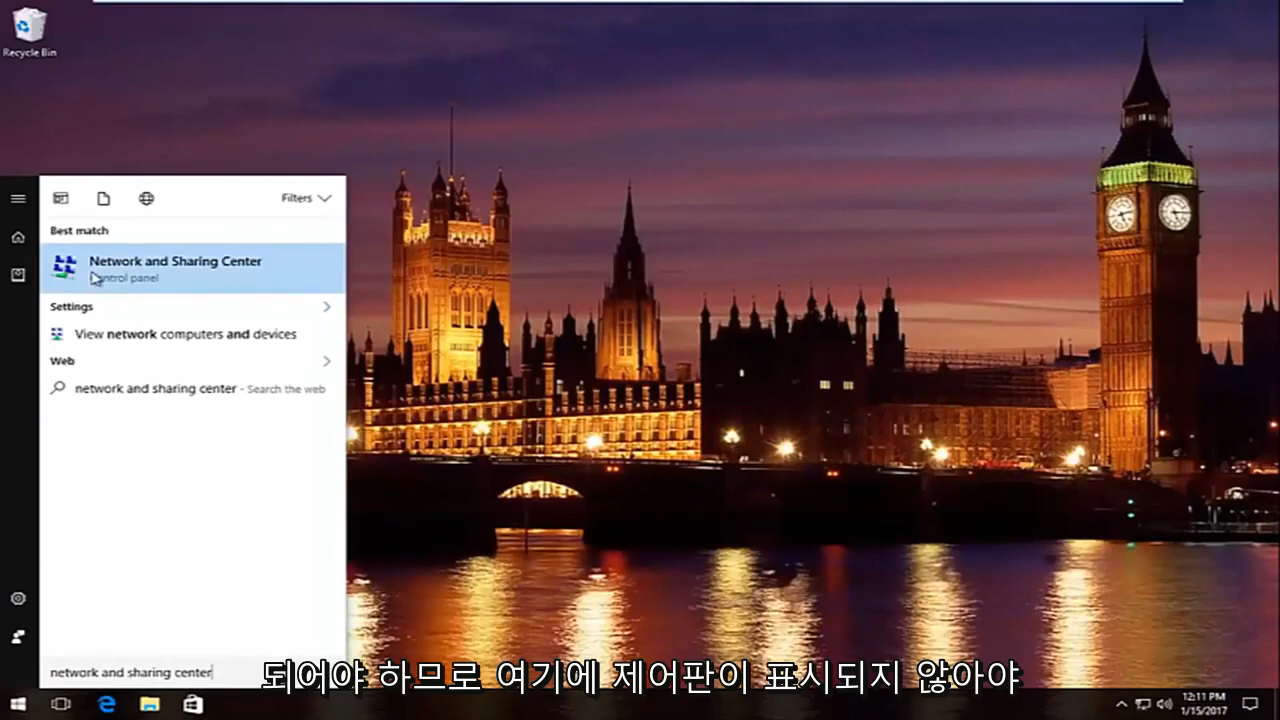 Recycle Bin
Filters
Best match
Network and Sharing Center
ontrol panel
Settings
View network computers and devices
Web
network and sharing center - Search the web
network and sharing center
되어야 하므로 여기에 제어판이 표시되지 않아야
12:11 PM
1/15/2017